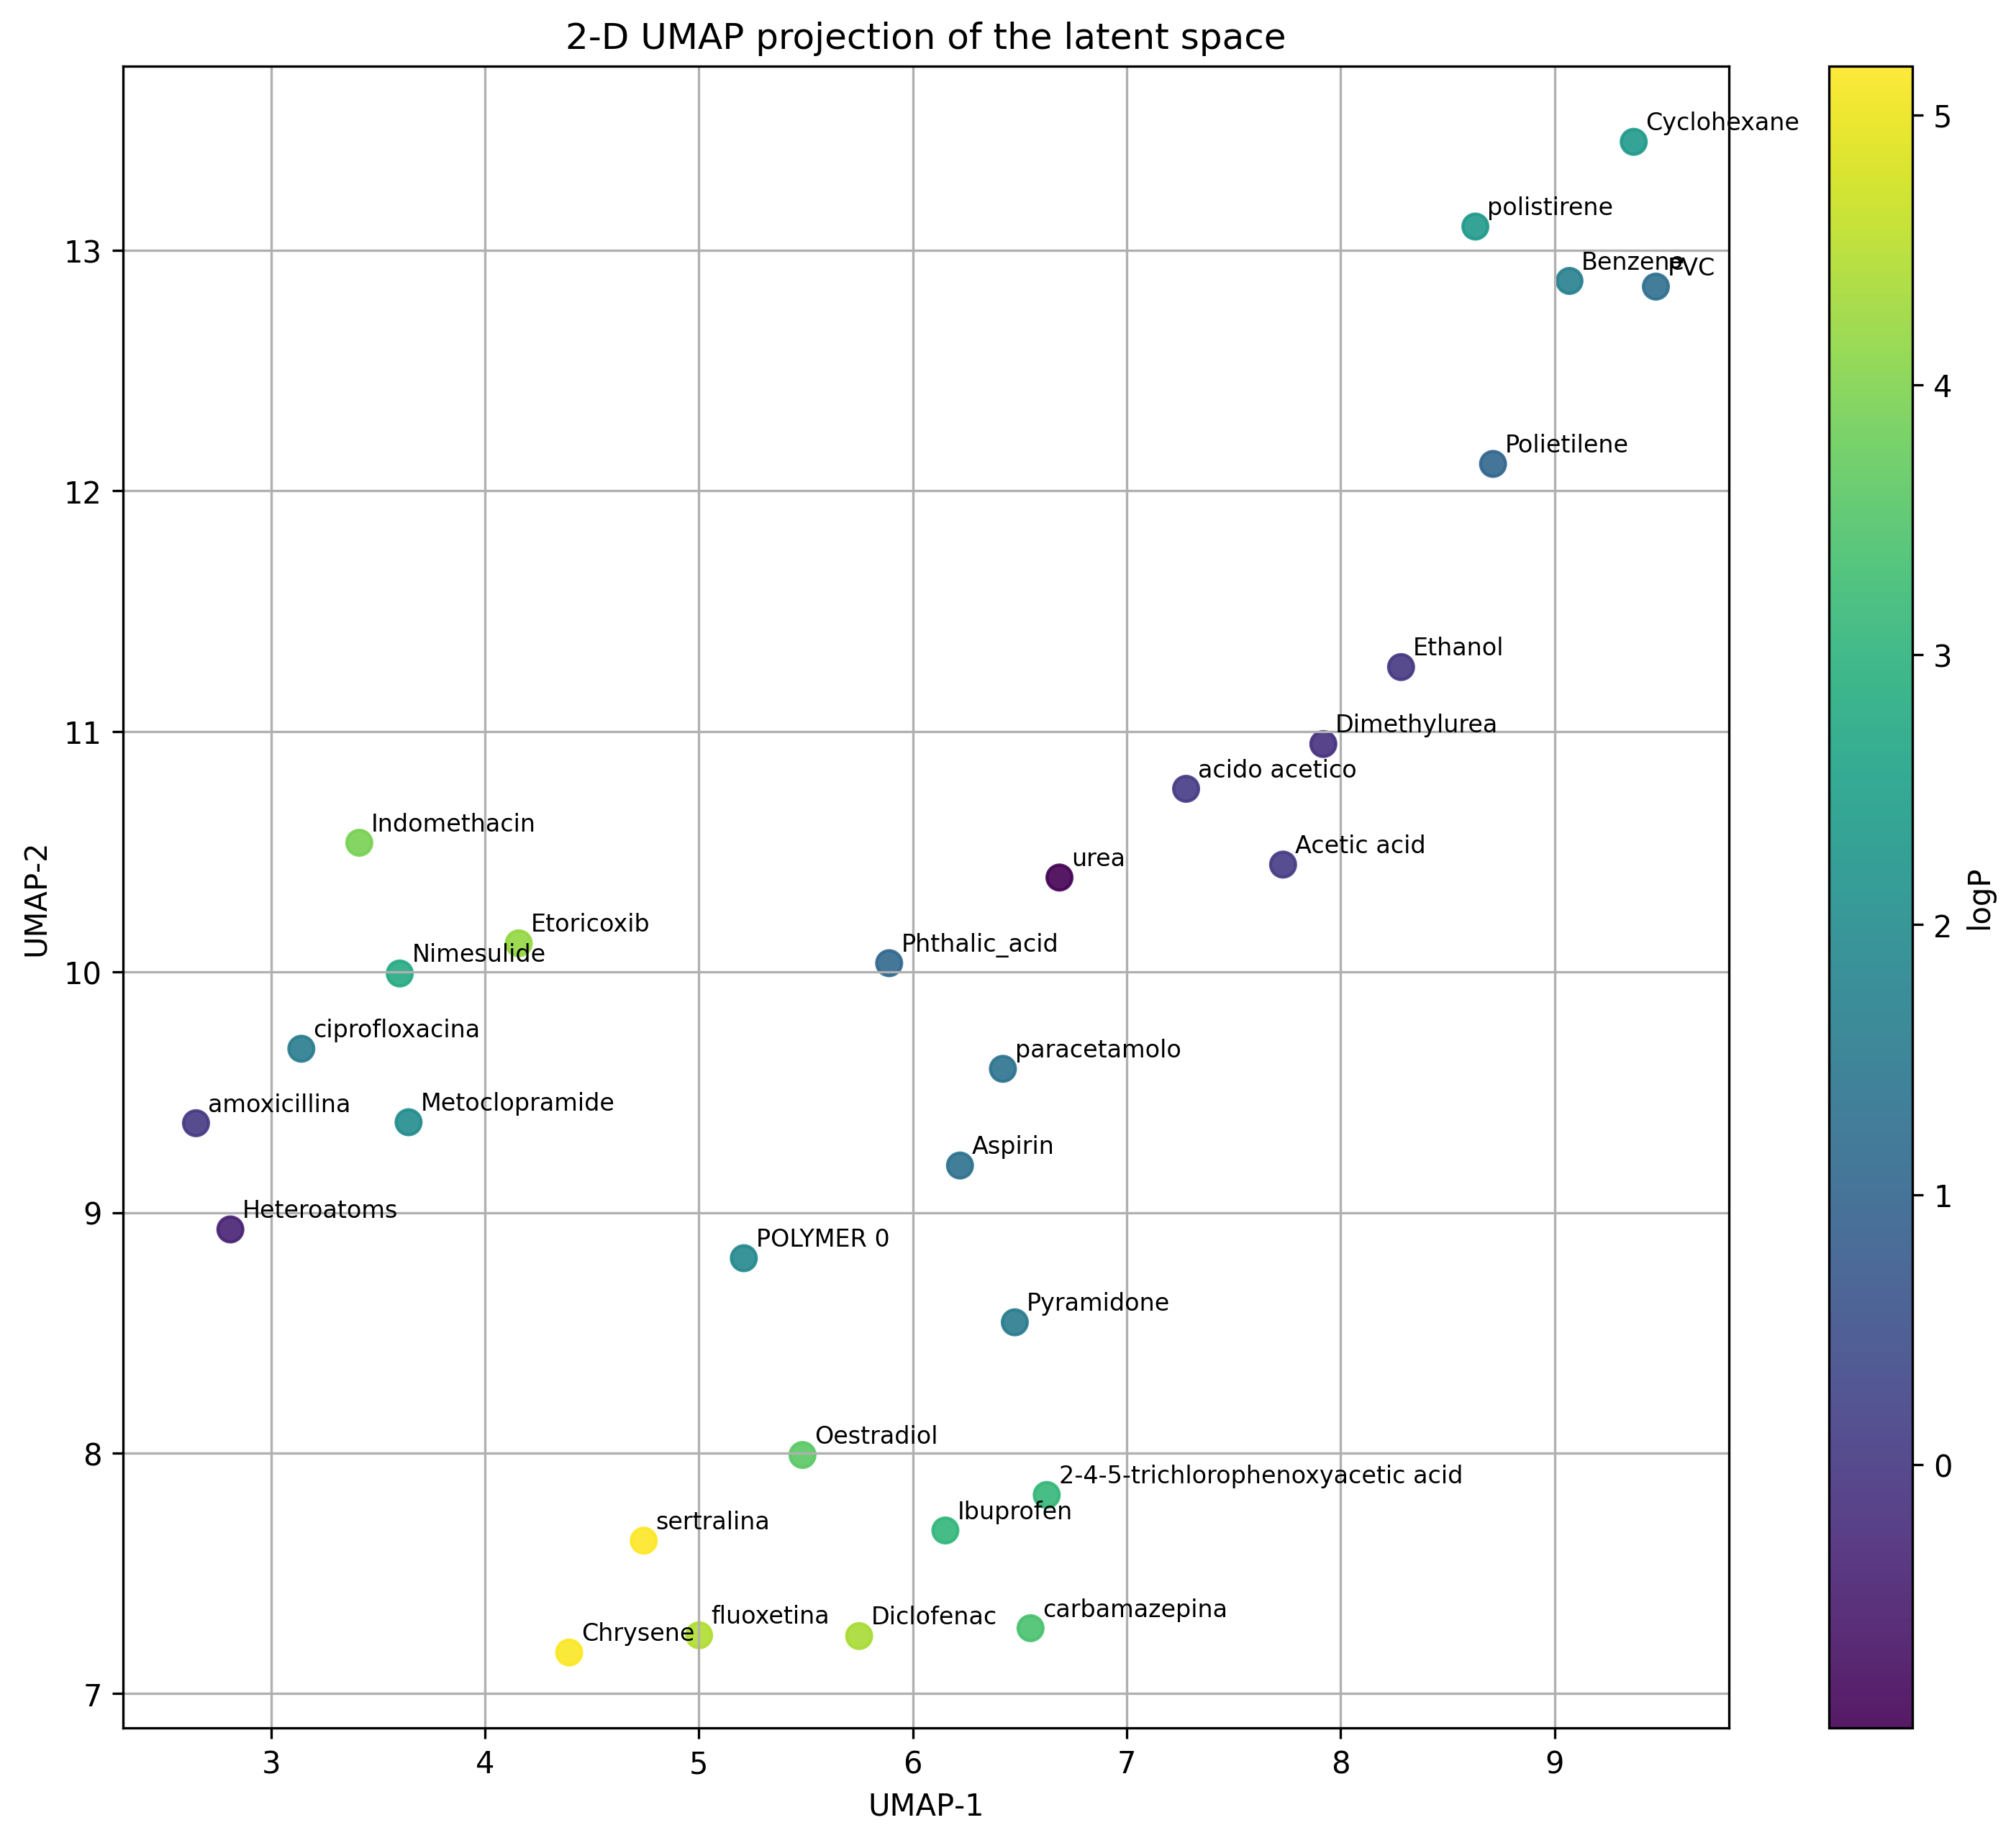 2-D UMAP projection of the latent space
Cyclohexane
polistirene
Benzene
PVC
Polietilene
Ethanol
Dimethylurea
acido acetico
Acetic acid
Indomethacin
urea
Etoricoxib
Nimesulide
Phthalic_acid
ciprofloxacina
paracetamolo
amoxicillina
Metoclopramide
Aspirin
Heteroatoms
POLYMER 0
Pyramidone
Oestradiol
2-4-5-trichlorophenoxyacetic acid
Ibuprofen
sertralina
fluoxetina
Diclofenac
carbamazepina
Chrysene
13
12
11
10
9
8
7
UMAP-2
3
4
5
6
7
8
9
UMAP-1
5
4
3
2
1
0
logP